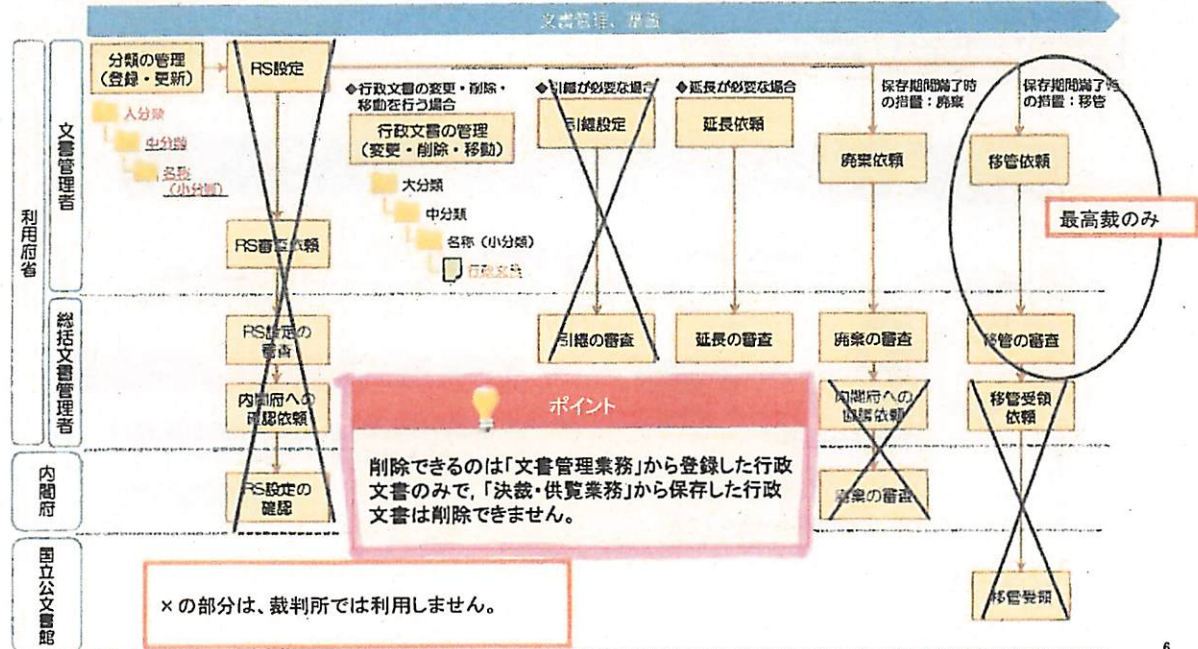 文書管理、審査
利用府省
文書管理者
総括文書管理者
内閣府
国立公文書館
分類の管理
(登録・更新)
大分類
中分類
名称
(小分類)
RS設定
RS審査依頼
RS設定の
審査
内閣府への
確認依頼
RS設定の
確認
◆行政文書の変更・削除・
移動を行う場合
行政文書の管理
(変更・削除・移動)
大分類
中分類
名称(小分類)
行政文書
◆引継が必要な場合
引継設定
引継の審査
◆延長が必要な場合
延長依頼
延長の審査
保存期間満了時
の措置:廃棄
廃棄依頼
廃棄の審査
内閣府への
協議依頼
廃棄の審査
保存期間満了時
の措置:移管
移管依頼
最高裁のみ
移管の審査
移管受領
依頼
移管受領
ポイント
削除できるのは「文書管理業務」から登録した行政
文書のみで,「決裁・供覧業務」から保存した行政
文書は削除できません。
×の部分は、裁判所では利用しません。
6